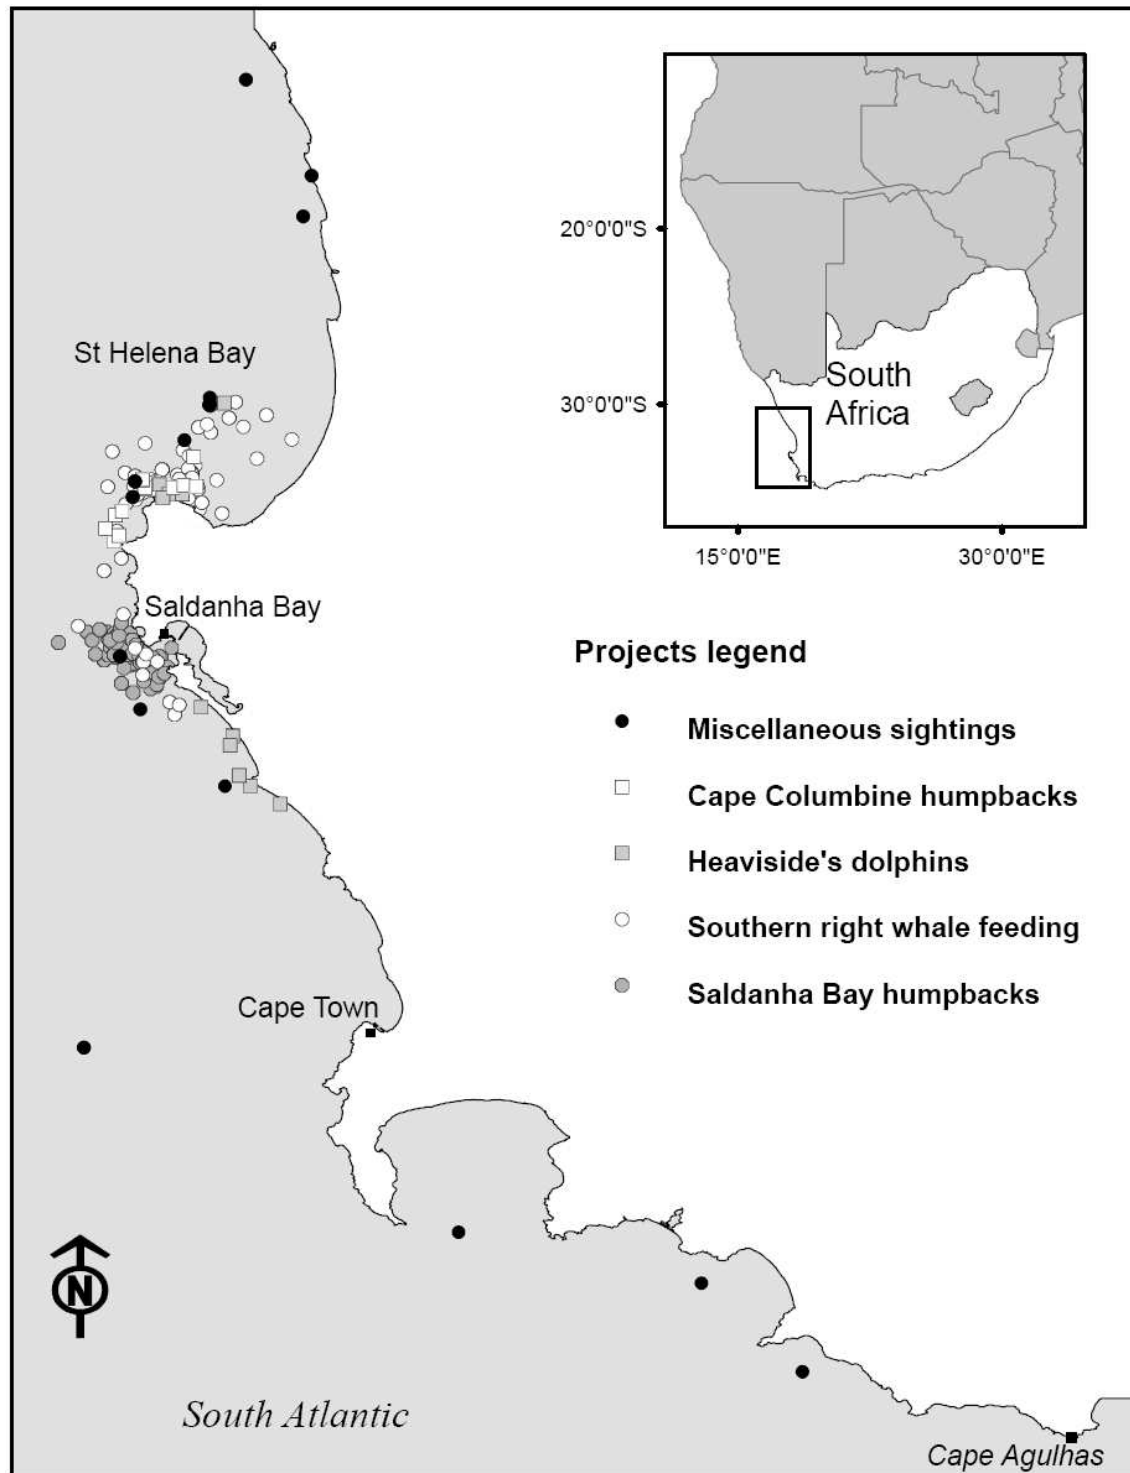 St Helena Bay
20°0'0"S
30°0'0"S
South
Africa
15°0'0"E
30°0'0"E
Saldanha Bay
Projects legend
Miscellaneous sightings
Cape Columbine humpbacks
Heaviside's dolphins
Southern right whale feeding
Saldanha Bay humpbacks
Cape Town
N
South Atlantic
Cape Agulhas